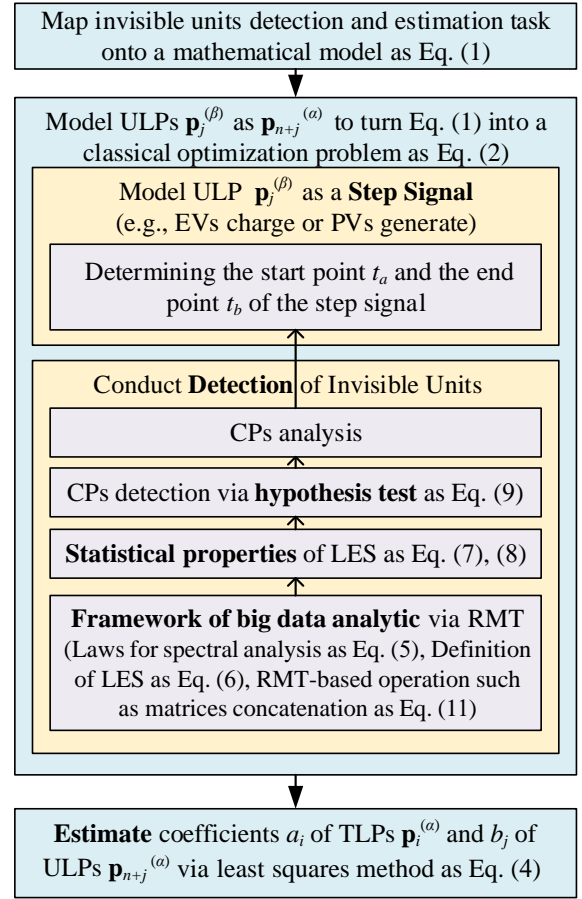 Map invisible units detection and estimation task
onto a mathematical model as Eq. (1)
Model ULPs p_j^(β) as p_{n+j}^(α) to turn Eq. (1) into a
classical optimization problem as Eq. (2)
Model ULP p_j^(β) as a Step Signal
(e.g., EVs charge or PVs generate)
Determining the start point t_a and the end
point t_b of the step signal
Conduct Detection of Invisible Units
CPs analysis
CPs detection via hypothesis test as Eq. (9)
Statistical properties of LES as Eq. (7), (8)
Framework of big data analytic via RMT
(Laws for spectral analysis as Eq. (5), Definition
of LES as Eq. (6), RMT-based operation such
as matrices concatenation as Eq. (11)
Estimate coefficients a_i of TLPs p_i^(α) and b_j of
ULPs p_{n+j}^(α) via least squares method as Eq. (4)